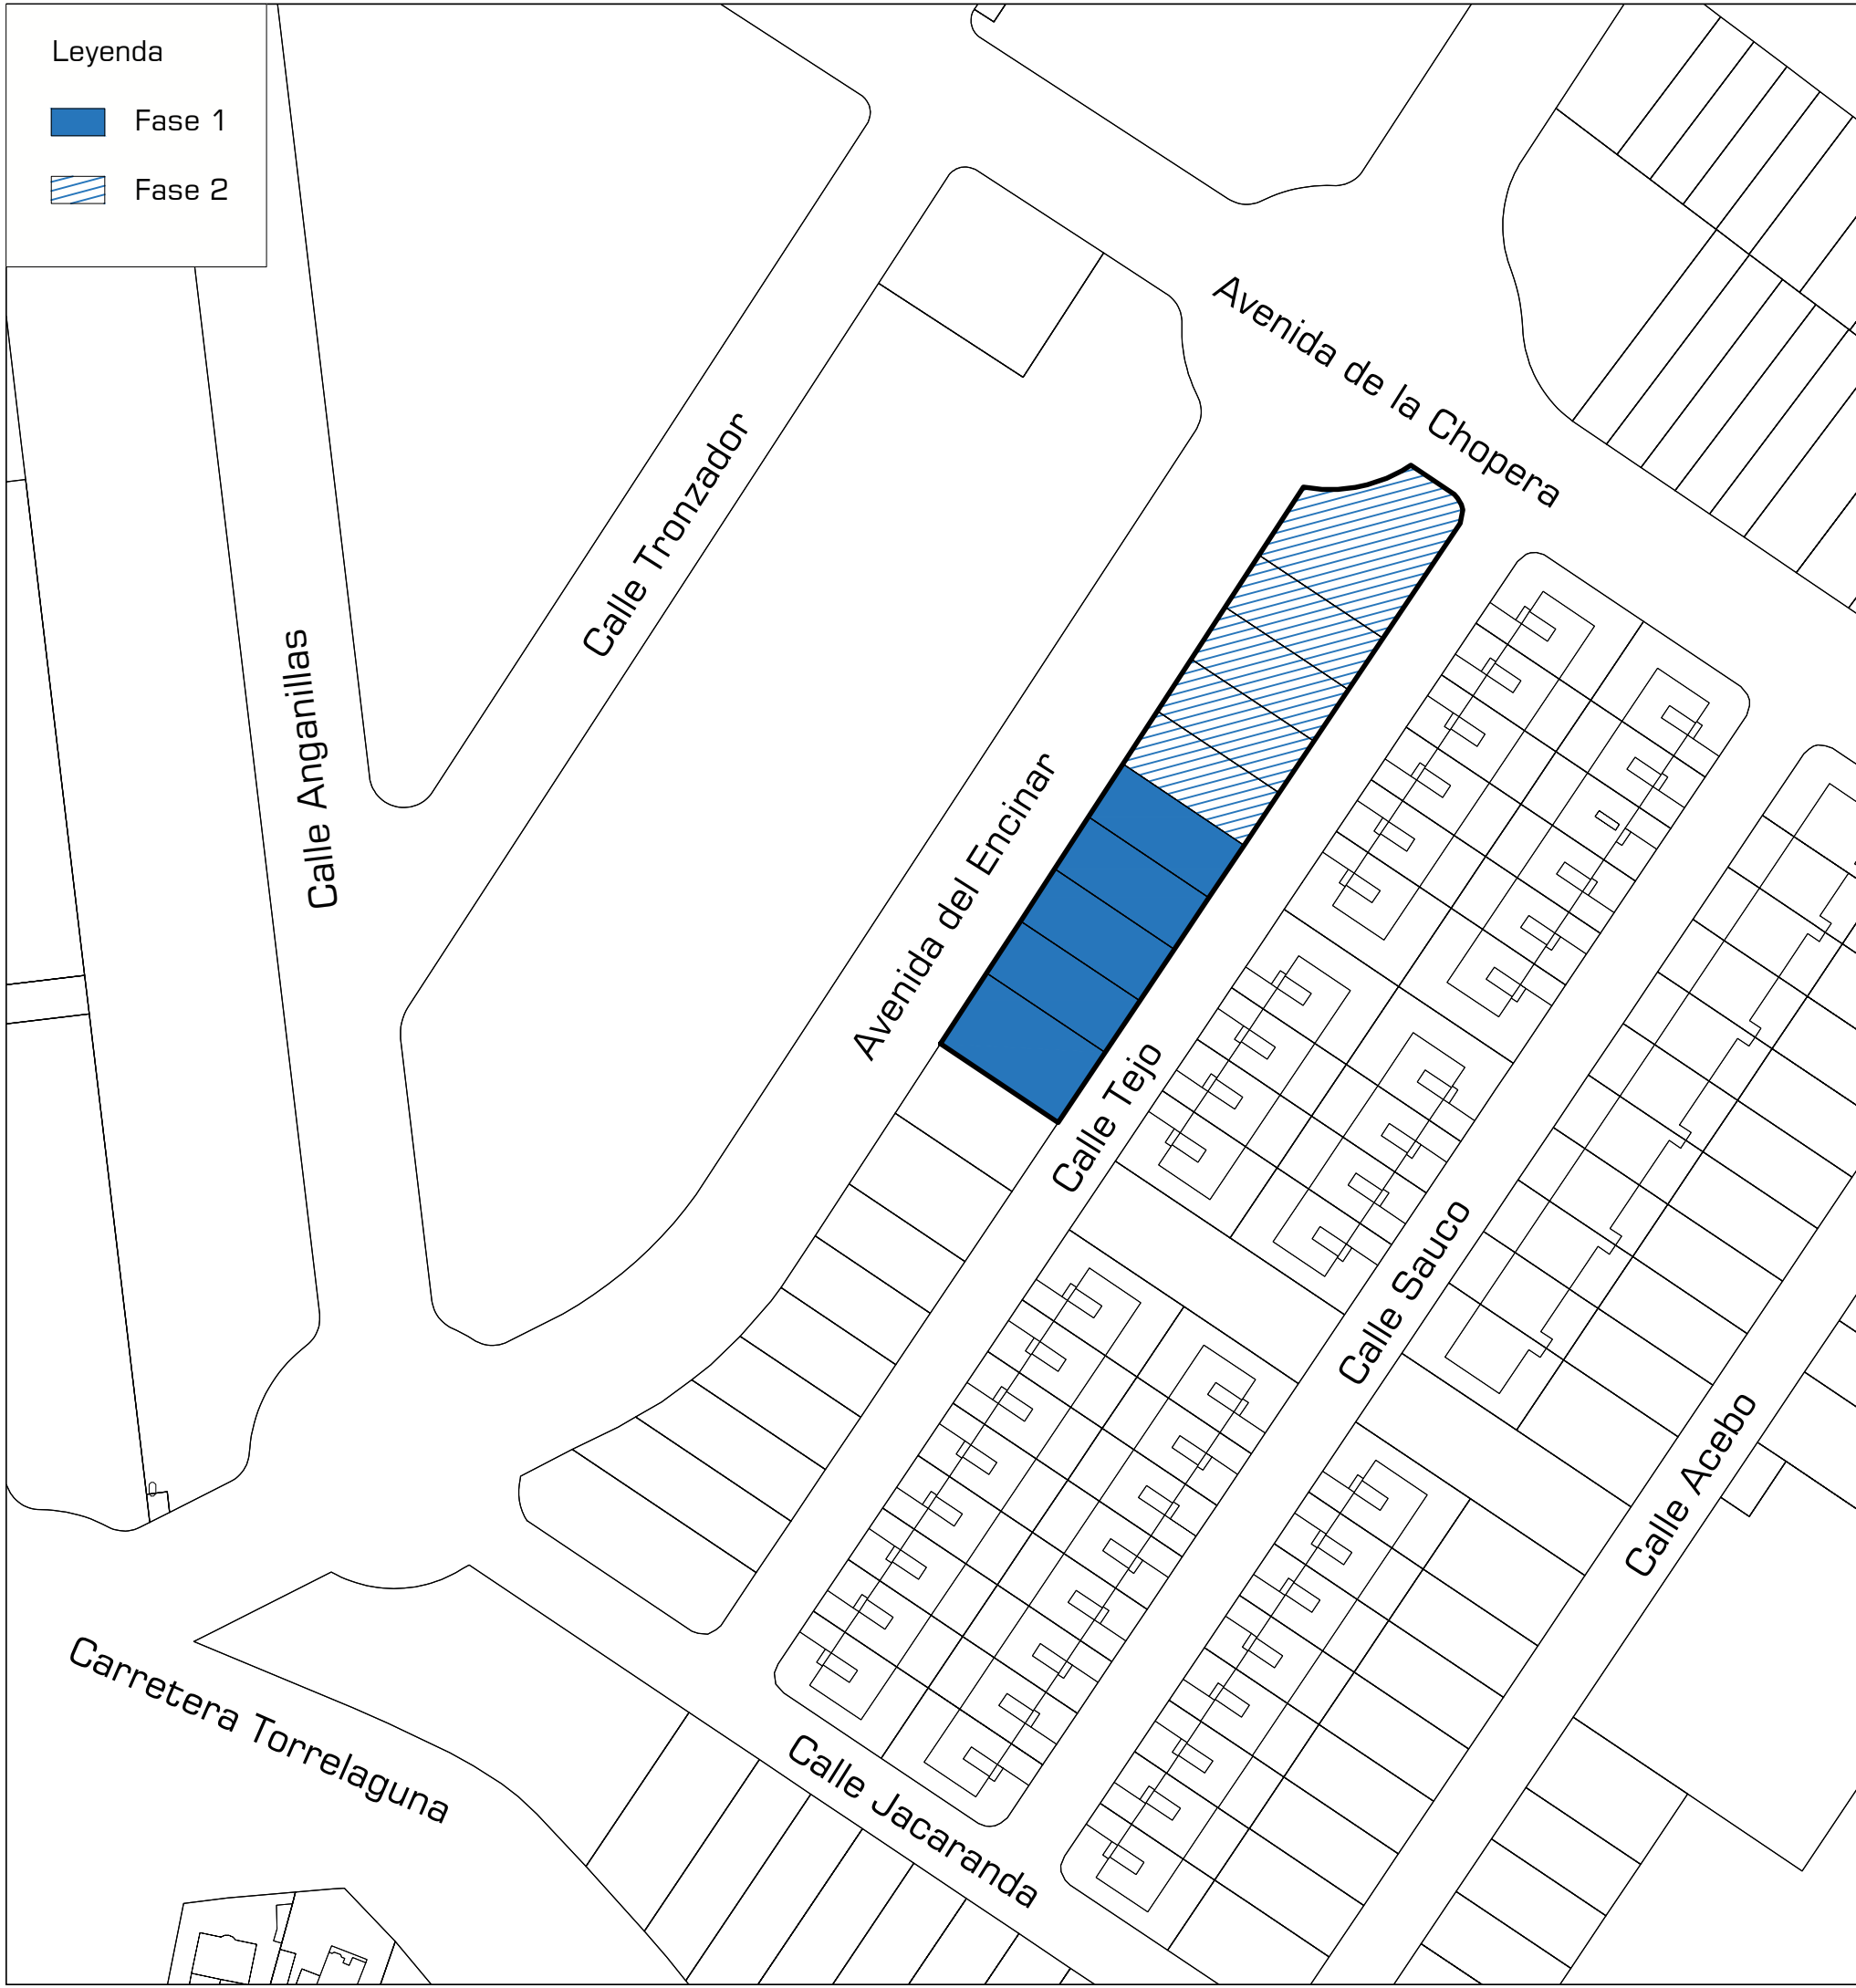 Leyenda
Fase 1
Fase 2
Avenida de la Chopera
Calle Tronzador
Calle Anganillas
Avenida del Encinar
Calle Tejo
Calle Sauco
Calle Acebo
Carretera Torrelaguna
Calle Jacaranda